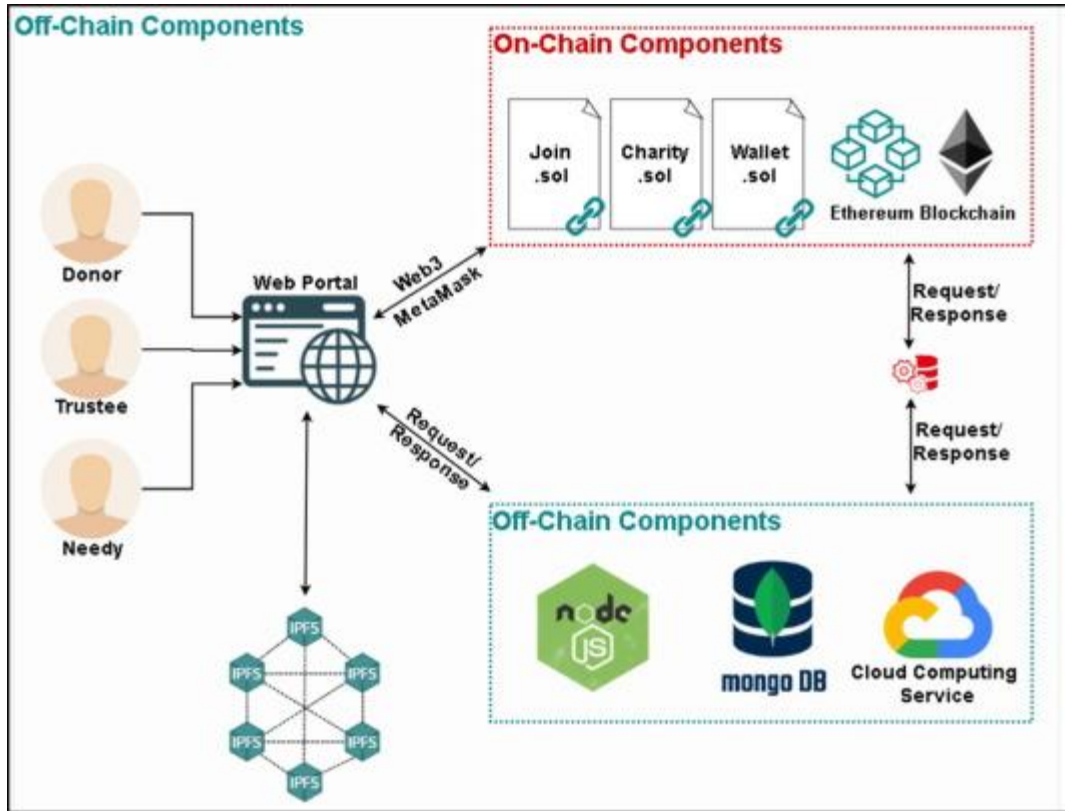 Off-Chain Components
On-Chain Components
Join
.sol
Charity
.sol
Wallet
.sol
Ethereum Blockchain
Donor
Trustee
Needy
Web Portal
Web3
MetaMask
Request/
Response
Request/
Response
Request/
Response
Off-Chain Components
node
JS
mongo DB
Cloud Computing
Service
IPFS
IPFS
IPFS
IPFS
IPFS
IPFS